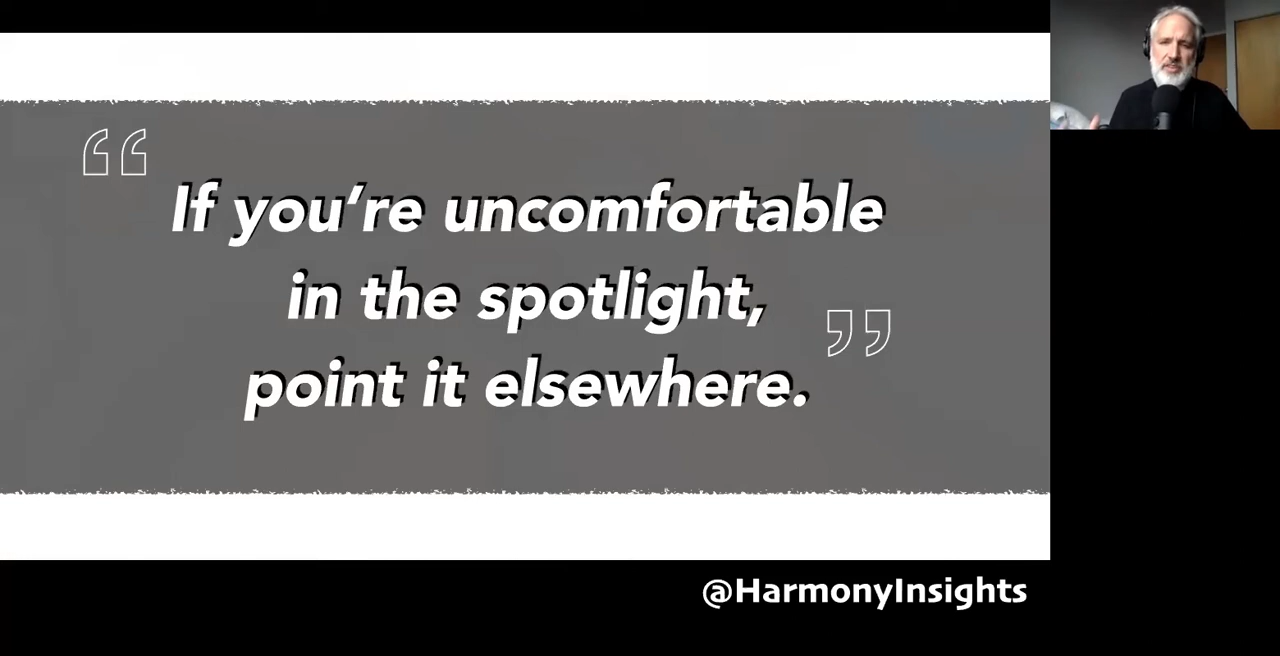 “If you’re uncomfortable
in the spotlight,
point it elsewhere.”
@HarmonyInsights